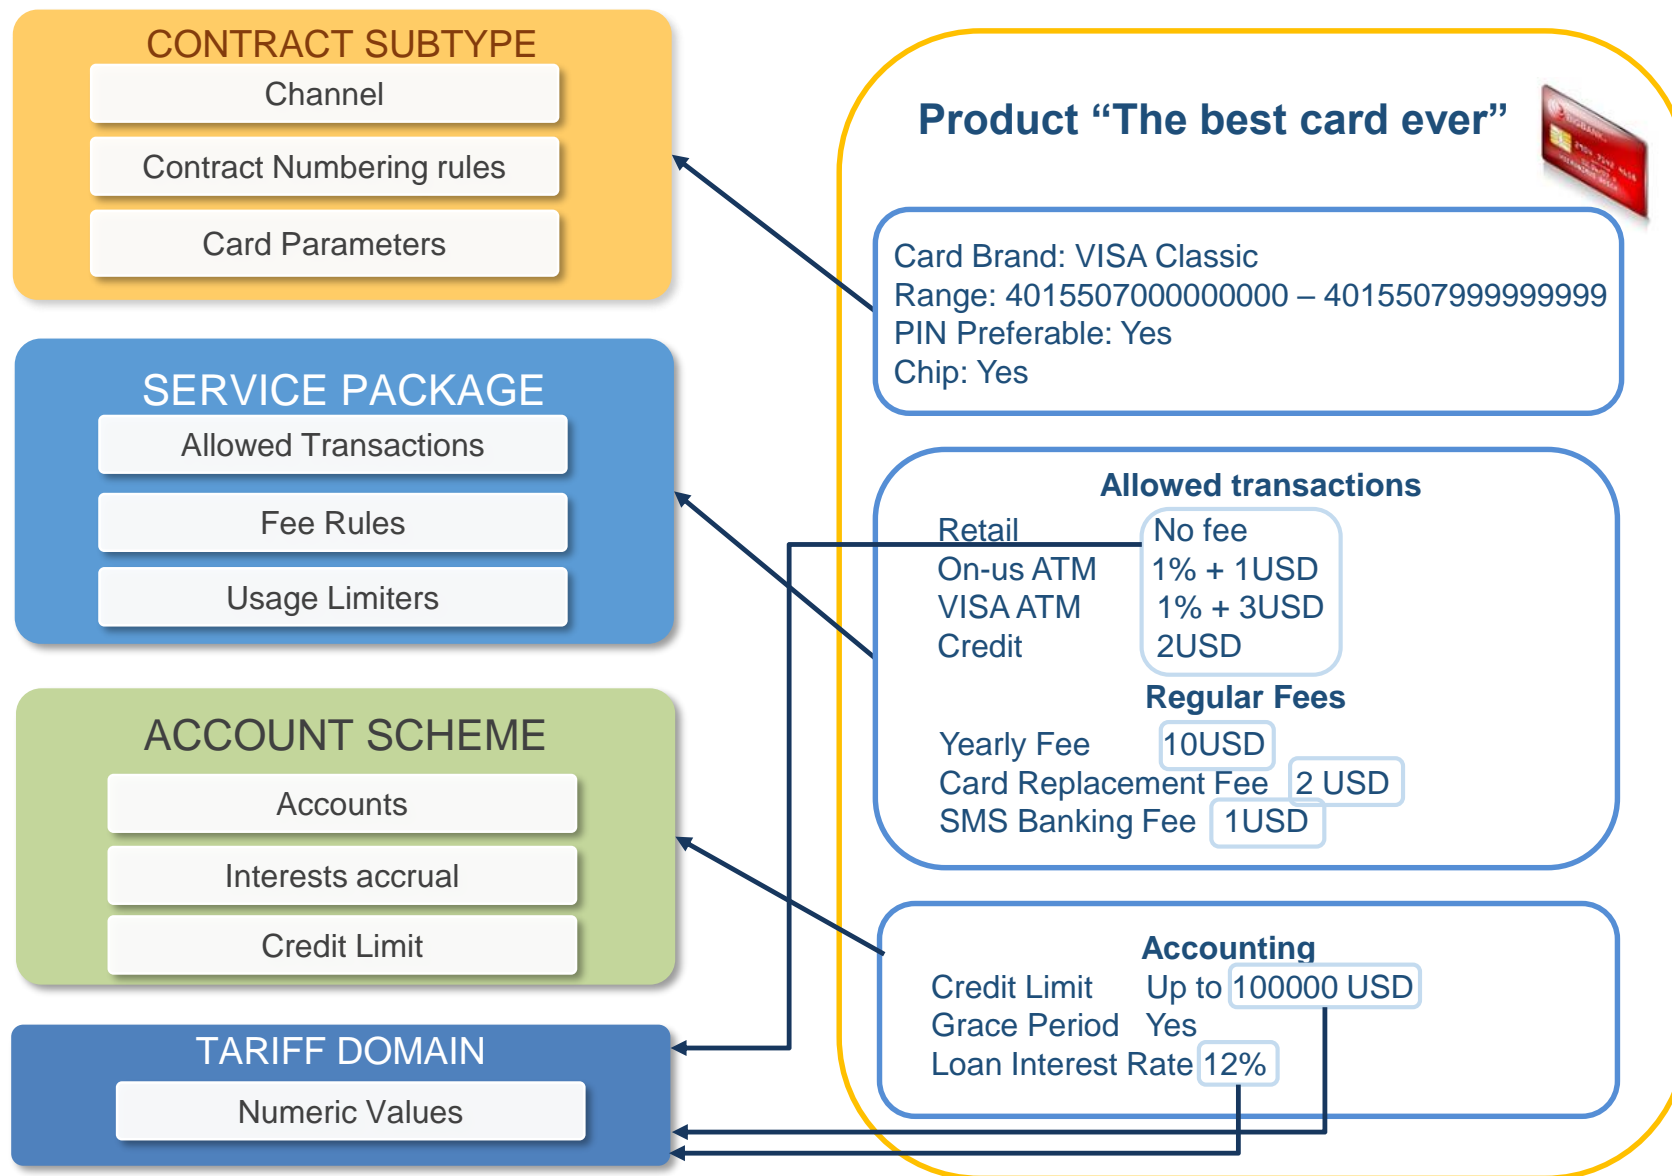 CONTRACT SUBTYPE
Channel
Contract Numbering rules
Card Parameters
SERVICE PACKAGE
Allowed Transactions
Fee Rules
Usage Limiters
ACCOUNT SCHEME
Accounts
Interests accrual
Credit Limit
TARIFF DOMAIN
Numeric Values
Product “The best card ever”
Card Brand: VISA Classic
Range: 4015507000000000 – 4015507999999999
PIN Preferable: Yes
Chip: Yes
Allowed transactions
Retail No fee
On-us ATM 1% + 1USD
VISA ATM 1% + 3USD
Credit 2USD
Regular Fees
Yearly Fee 10USD
Card Replacement Fee 2 USD
SMS Banking Fee 1USD
Accounting
Credit Limit Up to 100000 USD
Grace Period Yes
Loan Interest Rate 12%